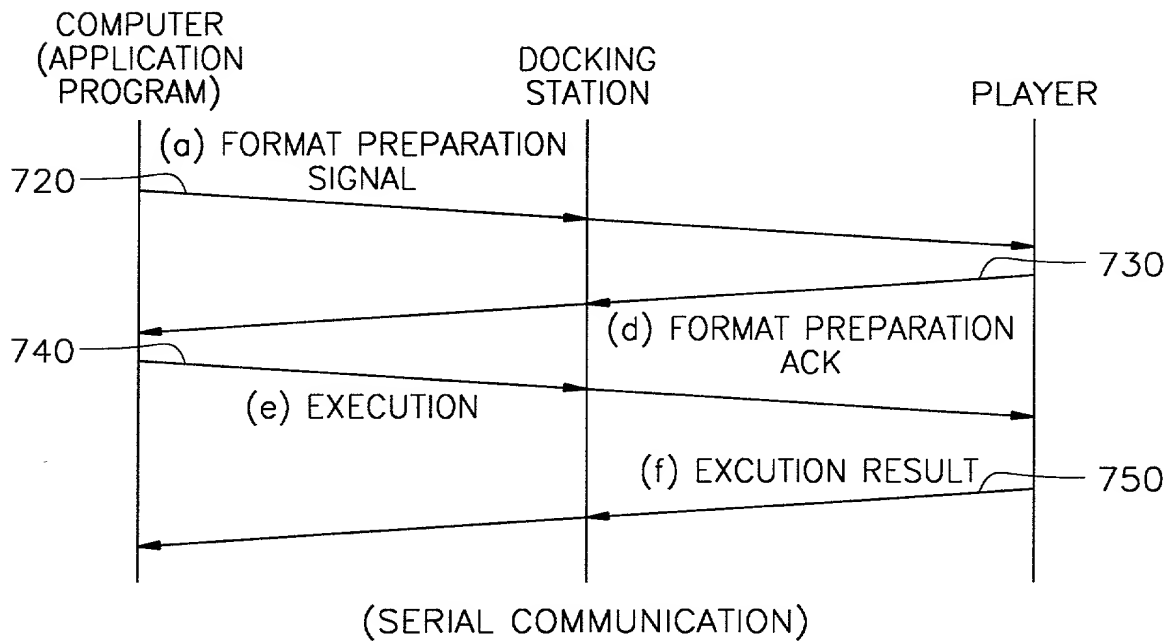 COMPUTER
(APPLICATION
PROGRAM)
DOCKING
STATION
PLAYER
(a) FORMAT PREPARATION
SIGNAL
720
730
(d) FORMAT PREPARATION
ACK
740
(e) EXECUTION
(f) EXCUTION RESULT
750
(SERIAL COMMUNICATION)